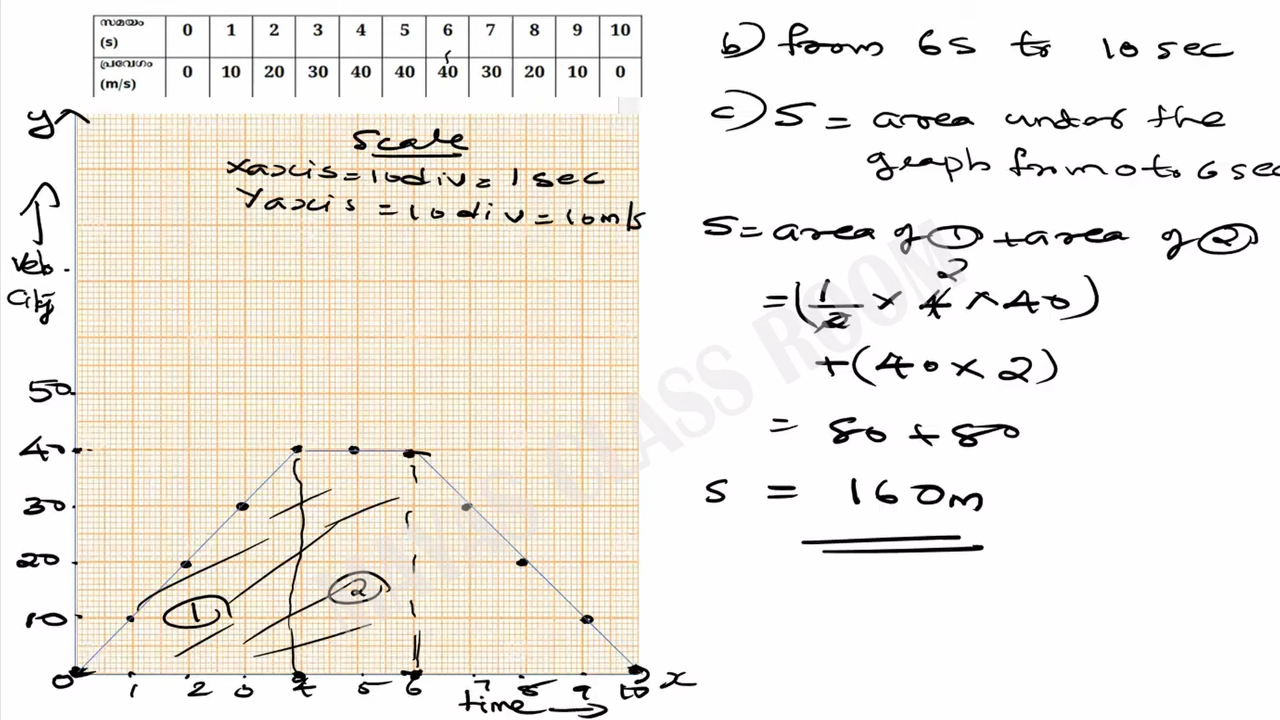 സമയം (s) 0 1 2 3 4 5 6 7 8 9 10
പ്രവേഗം (m/s) 0 10 20 30 40 40 40 30 20 10 0
y
Scale
x axis = 10 div = 1 sec
Y axis = 10 div = 10 m/s
50
40
30
20
10
0 1 2 3 4 5 6 7 8 9 10 x
time
1
2
b) from 6s to 10 sec
c) S = area under the
graph from 0 to 6 sec
S = area of 1 + area of 2
= (1/2 × 4 × 40)
2
+ (40 × 2)
= 80 + 80
S = 160m
CLASS ROOM